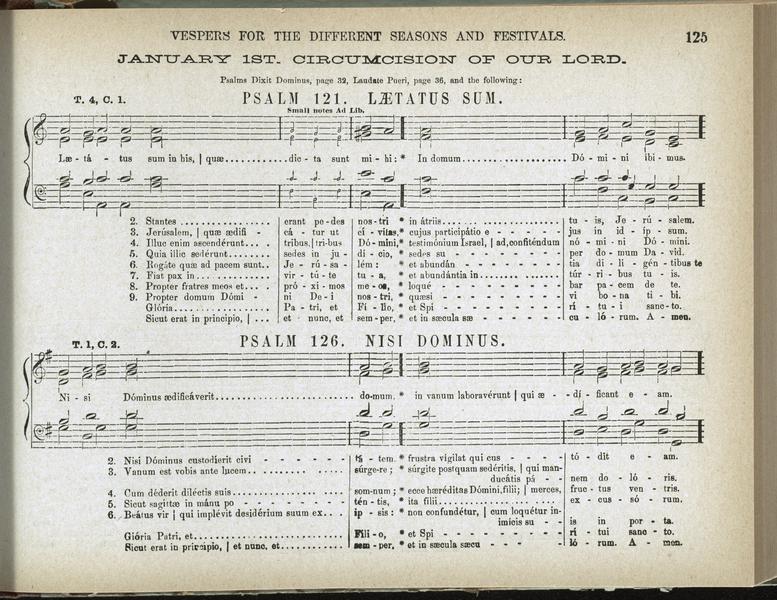 VESPERS FOR THE DIFFERENT SEASONS AND FESTIVALS. 125
JANUARY 1ST. CIRCUMCISION OF OUR LORD.
Psalms Dixit Dominus, page 32, Laudate Pueri, page 36, and the following:
T. 4, C. 1. PSALM 121. LÆTATUS SUM.
Small notes Ad Lib.
Læ - tá - tus sum in his, | quæ.......... dic - ta sunt mi - hi: * In domum.......... Dó - mi - ni ibi - mus.
2. Stantes .......... erant pe - des nos - tri * in átriis.......... tu - is, Je - rú - salem.
3. Jerúsalem, | quæ ædifi - cá - tur ut cí - vitas, * cujus participátio e - - - - - jus in id - íp - sum.
4. Illuc enim ascendérunt.... tribus, | tri - bus Dó - mini, * testimónium Israel, | ad confiténdum nó - mi - ni Dó - mini.
5. Quia illic sedérunt........ sedes in ju - dí - cio, * sedes su - - - - - per do - mum Da - vid.
6. Rogáte quæ ad pacem sunt.. Je - rú - sa - lém : * et abundán - - - - - tia di - li - gén - tibus te
7. Fiat pax in.......... vir - tú - te tu - a, * et abundántia in.......... túr - ri - bus tu - is.
8. Propter fratres meos et.... pró - xi - mos me - os, * loqué - - - - - bar pa - cem de te.
9. Propter domum Dómi - ni De - i nos - tri, * quæsi - - - - - vi bo - na ti - bi.
Glória.......... Pa - tri, et Fí - lio, * et Spi - - - - - rí - tu - i sanc - to.
Sicut erat in principio, | ... et nunc, et sem - per, * et in sæcula sæ - - - - - cu - ló - rum. A - men.
T. 1, C. 2. PSALM 126. NISI DOMINUS.
Ni - si Dóminus ædificáverit.......... do - mum, * in vanum laboravérunt | qui æ - - dí - ficant e - am.
2. Nisi Dóminus custodierit civi - - - - - tá - tem. * frustra vigilat qui cus - - - - - tó - dit e - am.
3. Vanum est vobis ante lucem.......... súrge - re; * súrgite postquam sedéritis, | qui man-
ducátis pá - - nem do - ló - ris.
4. Cum déderit diléctis suis.......... som - num; * ecce hæréditas Dómini, filii; | merces, fruc - tus ven - tris.
5. Sicut sagíttæ in mánu po - - - - - tén - tis, * ita filii.......... ex - cus - só - rum.
6. Beátus vir | qui implévit desidérium suum ex... ip - sis : * non confundétur, | cum loquétur in-
imicis su - - is in por - ta.
Glória Patri, et.......... Fíli - o, * et Spi - - - - - rí - tui sanc - to.
Sicut erat in principio, | et nunc, et.......... sem - per, * et in sæcula sæcu - - - - - ló - rum. A - men.